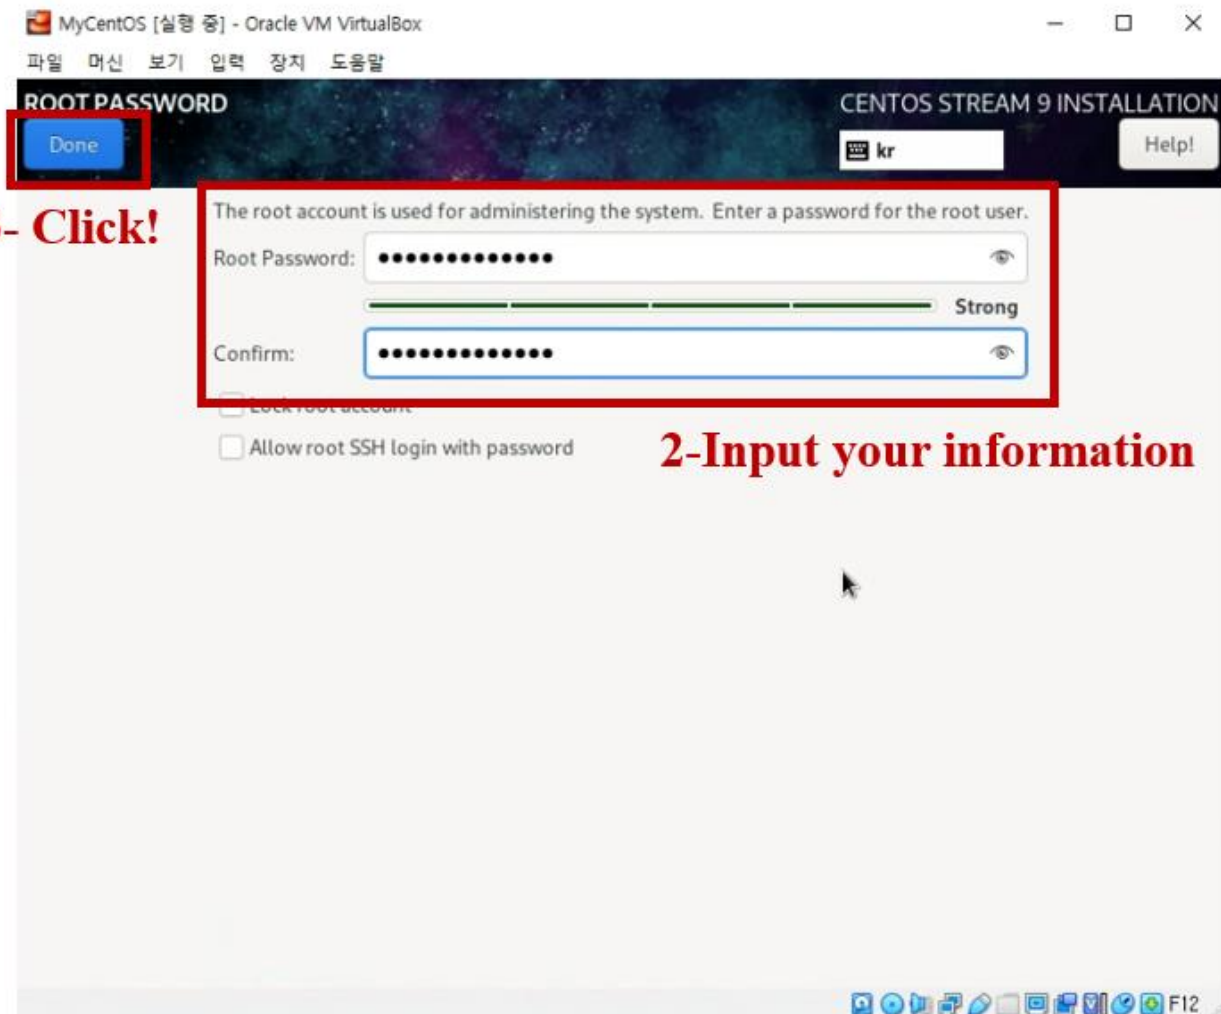 MyCentOS [실행 중] - Oracle VM VirtualBox
파일 머신 보기 입력 장치 도움말
ROOT PASSWORD
CENTOS STREAM 9 INSTALLATION
Done
kr
Help!
- Click!
The root account is used for administering the system. Enter a password for the root user.
Root Password: •••••••••••••
Strong
Confirm: •••••••••••••
Lock root account
Allow root SSH login with password
2-Input your information
F12